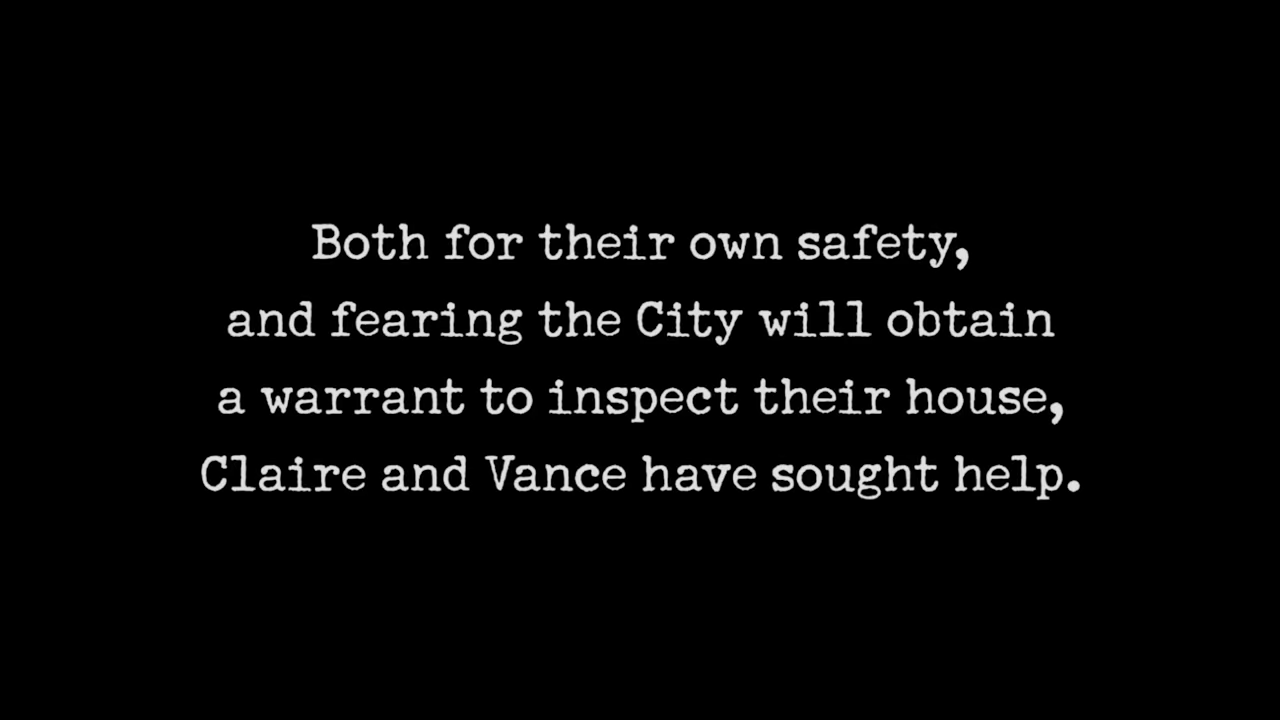 Both for their own safety,
and fearing the City will obtain
a warrant to inspect their house,
Claire and Vance have sought help.